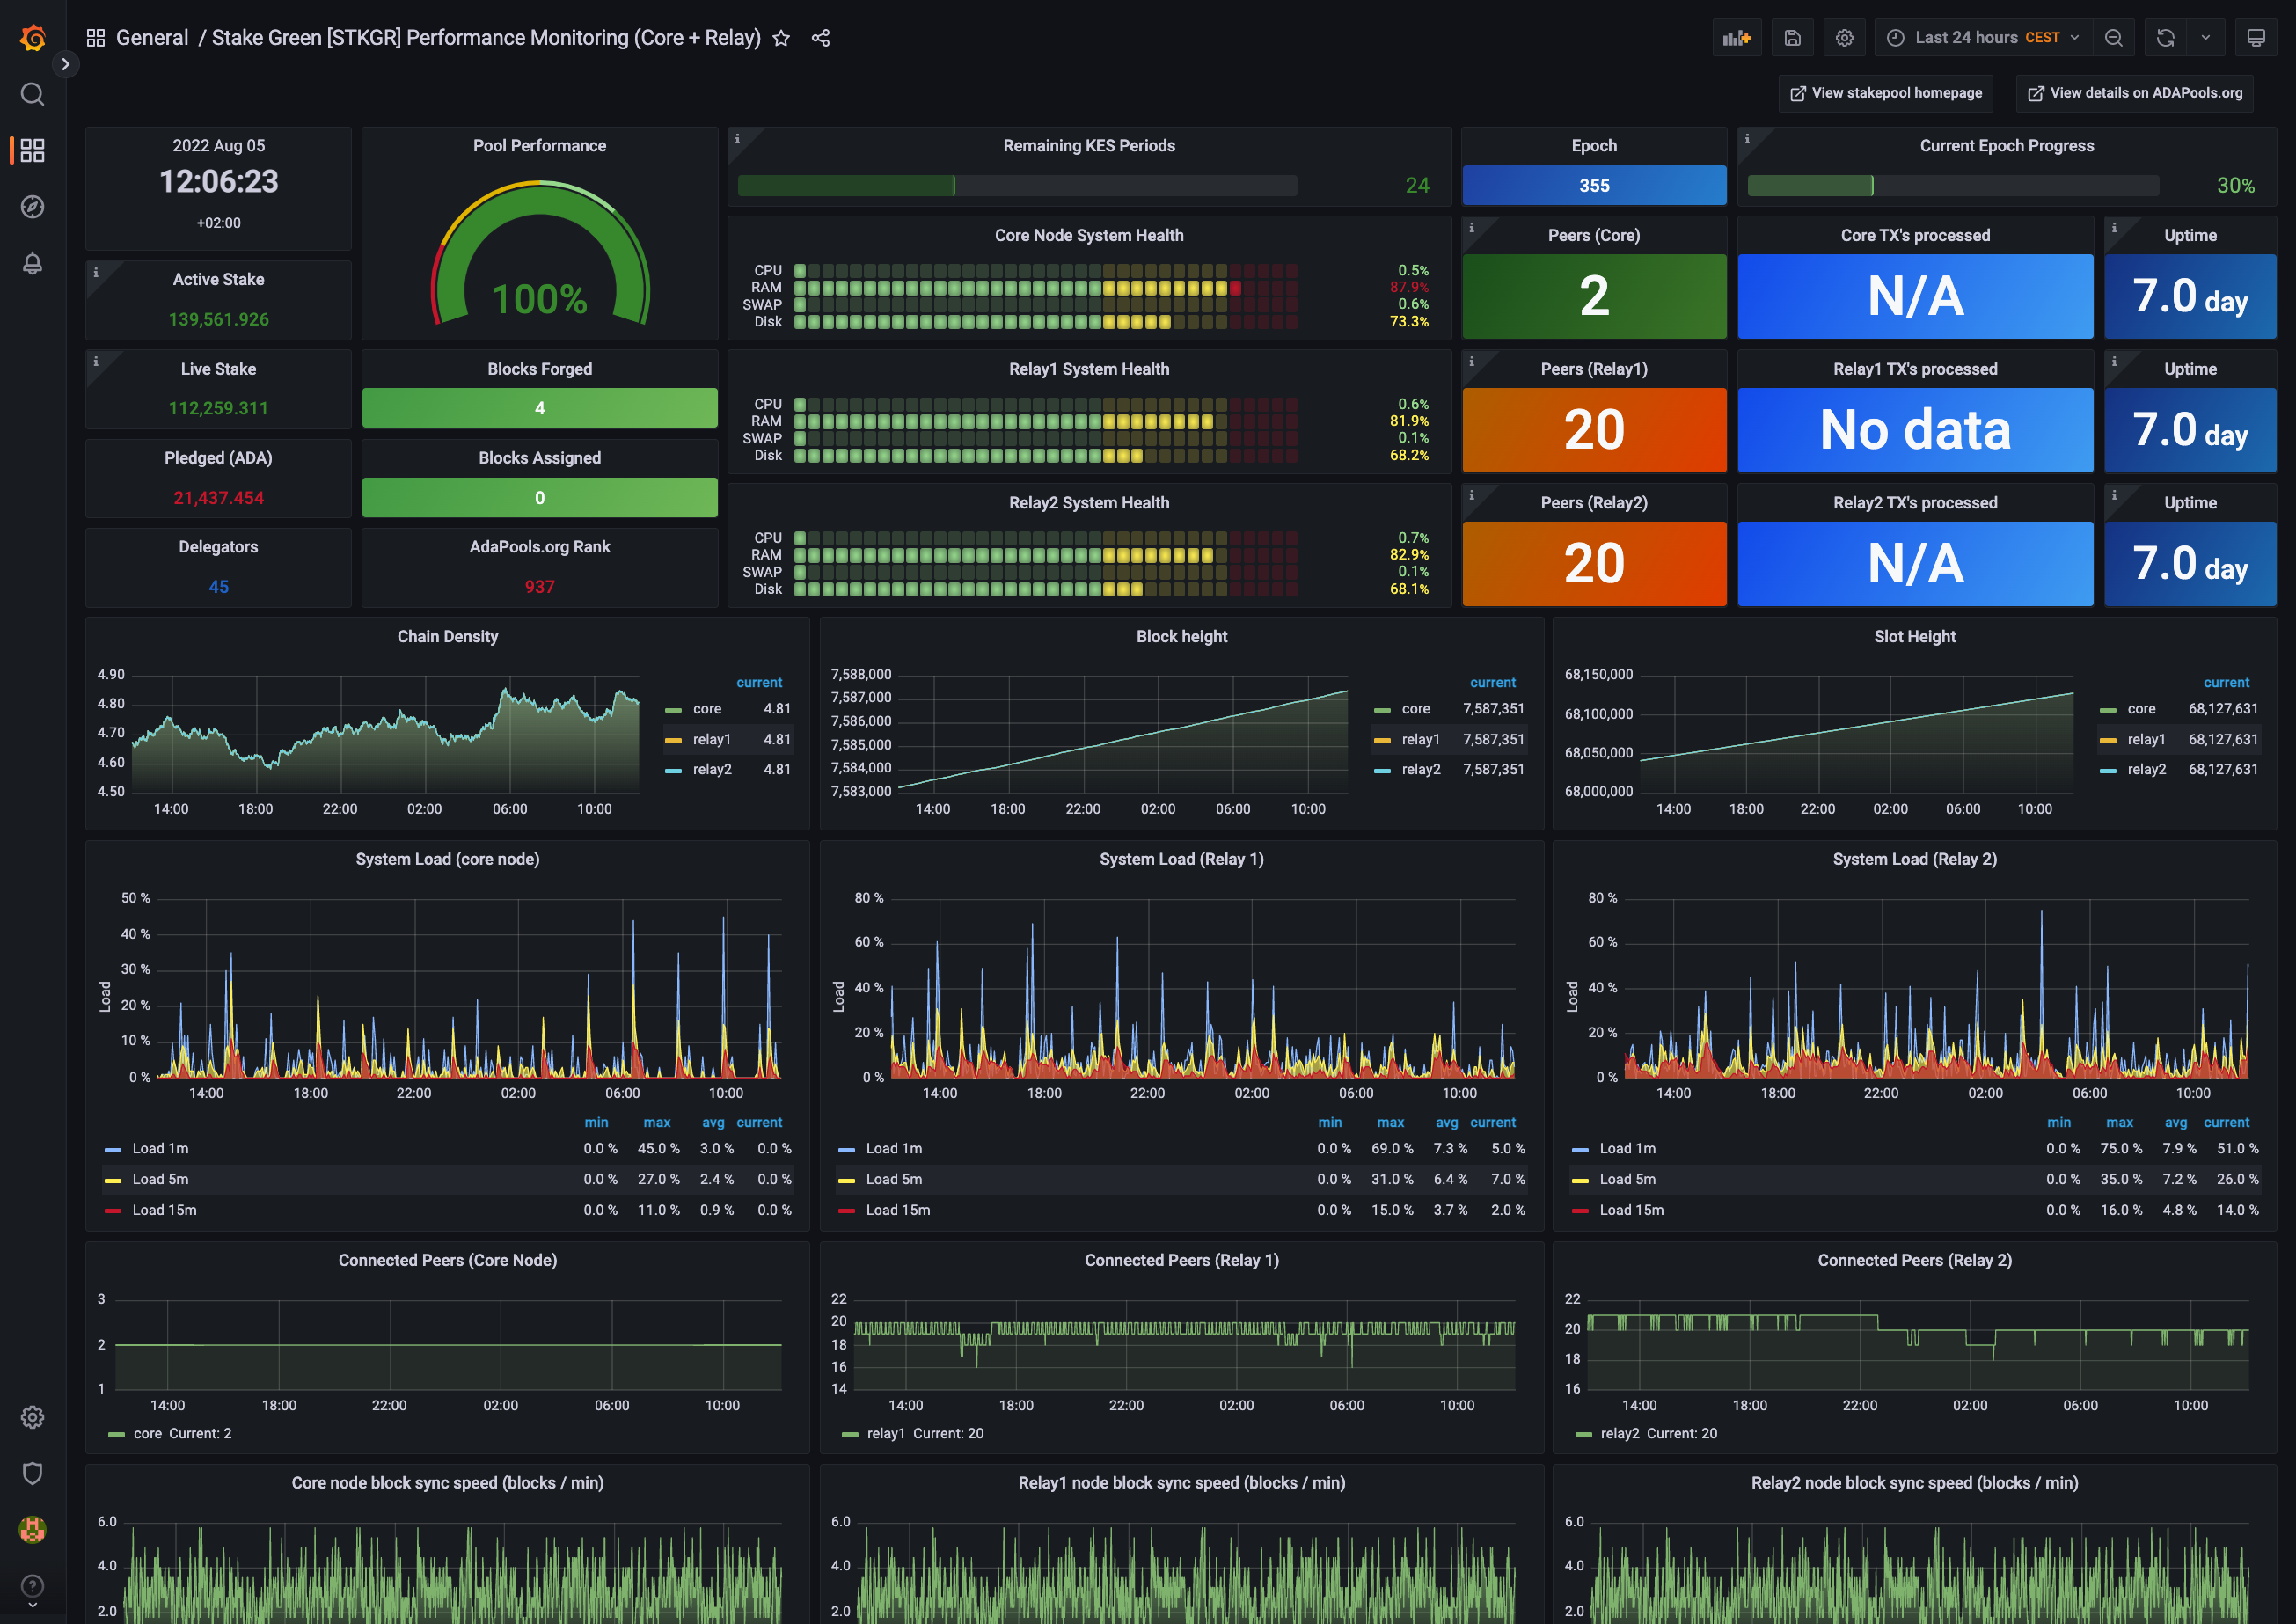 General / Stake Green [STKGR] Performance Monitoring (Core + Relay)
Last 24 hours CEST
View stakepool homepage
View details on ADAPools.org
2022 Aug 05
12:06:23
+02:00
Pool Performance
100%
Remaining KES Periods
24
Epoch
355
Current Epoch Progress
30%
Active Stake
139,561.926
Core Node System Health
CPU 0.5%
RAM 87.9%
SWAP 0.6%
Disk 73.3%
Peers (Core)
2
Core TX's processed
N/A
Uptime
7.0 day
Live Stake
112,259.311
Blocks Forged
4
Relay1 System Health
CPU 0.6%
RAM 81.9%
SWAP 0.1%
Disk 68.2%
Peers (Relay1)
20
Relay1 TX's processed
No data
Uptime
7.0 day
Pledged (ADA)
21,437.454
Blocks Assigned
0
Relay2 System Health
CPU 0.7%
RAM 82.9%
SWAP 0.1%
Disk 68.1%
Peers (Relay2)
20
Relay2 TX's processed
N/A
Uptime
7.0 day
Delegators
45
AdaPools.org Rank
937
Chain Density
4.90
4.80
4.70
4.60
4.50
14:00 18:00 22:00 02:00 06:00 10:00
current
core 4.81
relay1 4.81
relay2 4.81
Block height
7,588,000
7,587,000
7,586,000
7,585,000
7,584,000
7,583,000
14:00 18:00 22:00 02:00 06:00 10:00
current
core 7,587,351
relay1 7,587,351
relay2 7,587,351
Slot Height
68,150,000
68,100,000
68,050,000
68,000,000
14:00 18:00 22:00 02:00 06:00 10:00
current
core 68,127,631
relay1 68,127,631
relay2 68,127,631
System Load (core node)
Load
50 %
40 %
30 %
20 %
10 %
0 %
14:00 18:00 22:00 02:00 06:00 10:00
min max avg current
Load 1m 0.0 % 45.0 % 3.0 % 0.0 %
Load 5m 0.0 % 27.0 % 2.4 % 0.0 %
Load 15m 0.0 % 11.0 % 0.9 % 0.0 %
System Load (Relay 1)
Load
80 %
60 %
40 %
20 %
0 %
14:00 18:00 22:00 02:00 06:00 10:00
min max avg current
Load 1m 0.0 % 69.0 % 7.3 % 5.0 %
Load 5m 0.0 % 31.0 % 6.4 % 7.0 %
Load 15m 0.0 % 15.0 % 3.7 % 2.0 %
System Load (Relay 2)
Load
80 %
60 %
40 %
20 %
0 %
14:00 18:00 22:00 02:00 06:00 10:00
min max avg current
Load 1m 0.0 % 75.0 % 7.9 % 51.0 %
Load 5m 0.0 % 35.0 % 7.2 % 26.0 %
Load 15m 0.0 % 16.0 % 4.8 % 14.0 %
Connected Peers (Core Node)
3
2
1
14:00 18:00 22:00 02:00 06:00 10:00
core Current: 2
Connected Peers (Relay 1)
22
20
18
16
14
14:00 18:00 22:00 02:00 06:00 10:00
relay1 Current: 20
Connected Peers (Relay 2)
22
20
18
16
14:00 18:00 22:00 02:00 06:00 10:00
relay2 Current: 20
Core node block sync speed (blocks / min)
6.0
4.0
2.0
Relay1 node block sync speed (blocks / min)
6.0
4.0
2.0
Relay2 node block sync speed (blocks / min)
6.0
4.0
2.0